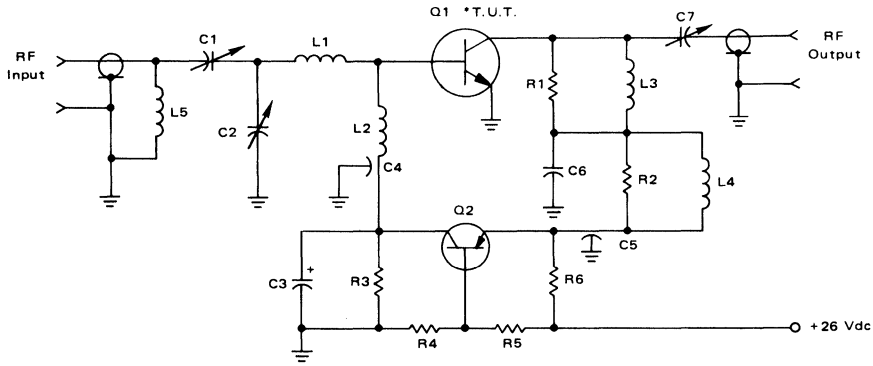 Q1 *T.U.T.
C7
RF
Input
C1
L1
RF
Output
R1
L3
L5
C2
L2
C4
C6
R2
L4
Q2
C5
C3
+
R3
R6
R4
R5
+26 Vdc